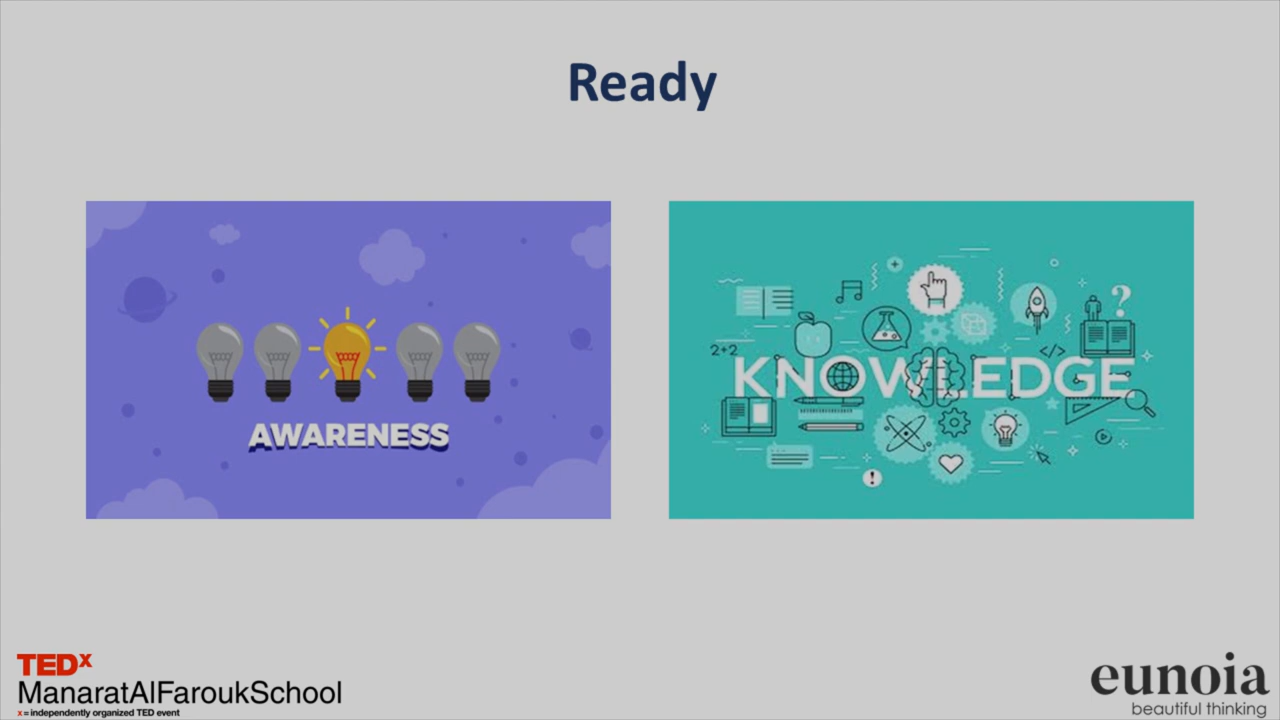 Ready
AWARENESS
KNOWLEDGE
2+2
</>
?
!
TEDx
ManaratAlFaroukSchool
x = independently organized TED event
eunoia
beautiful thinking